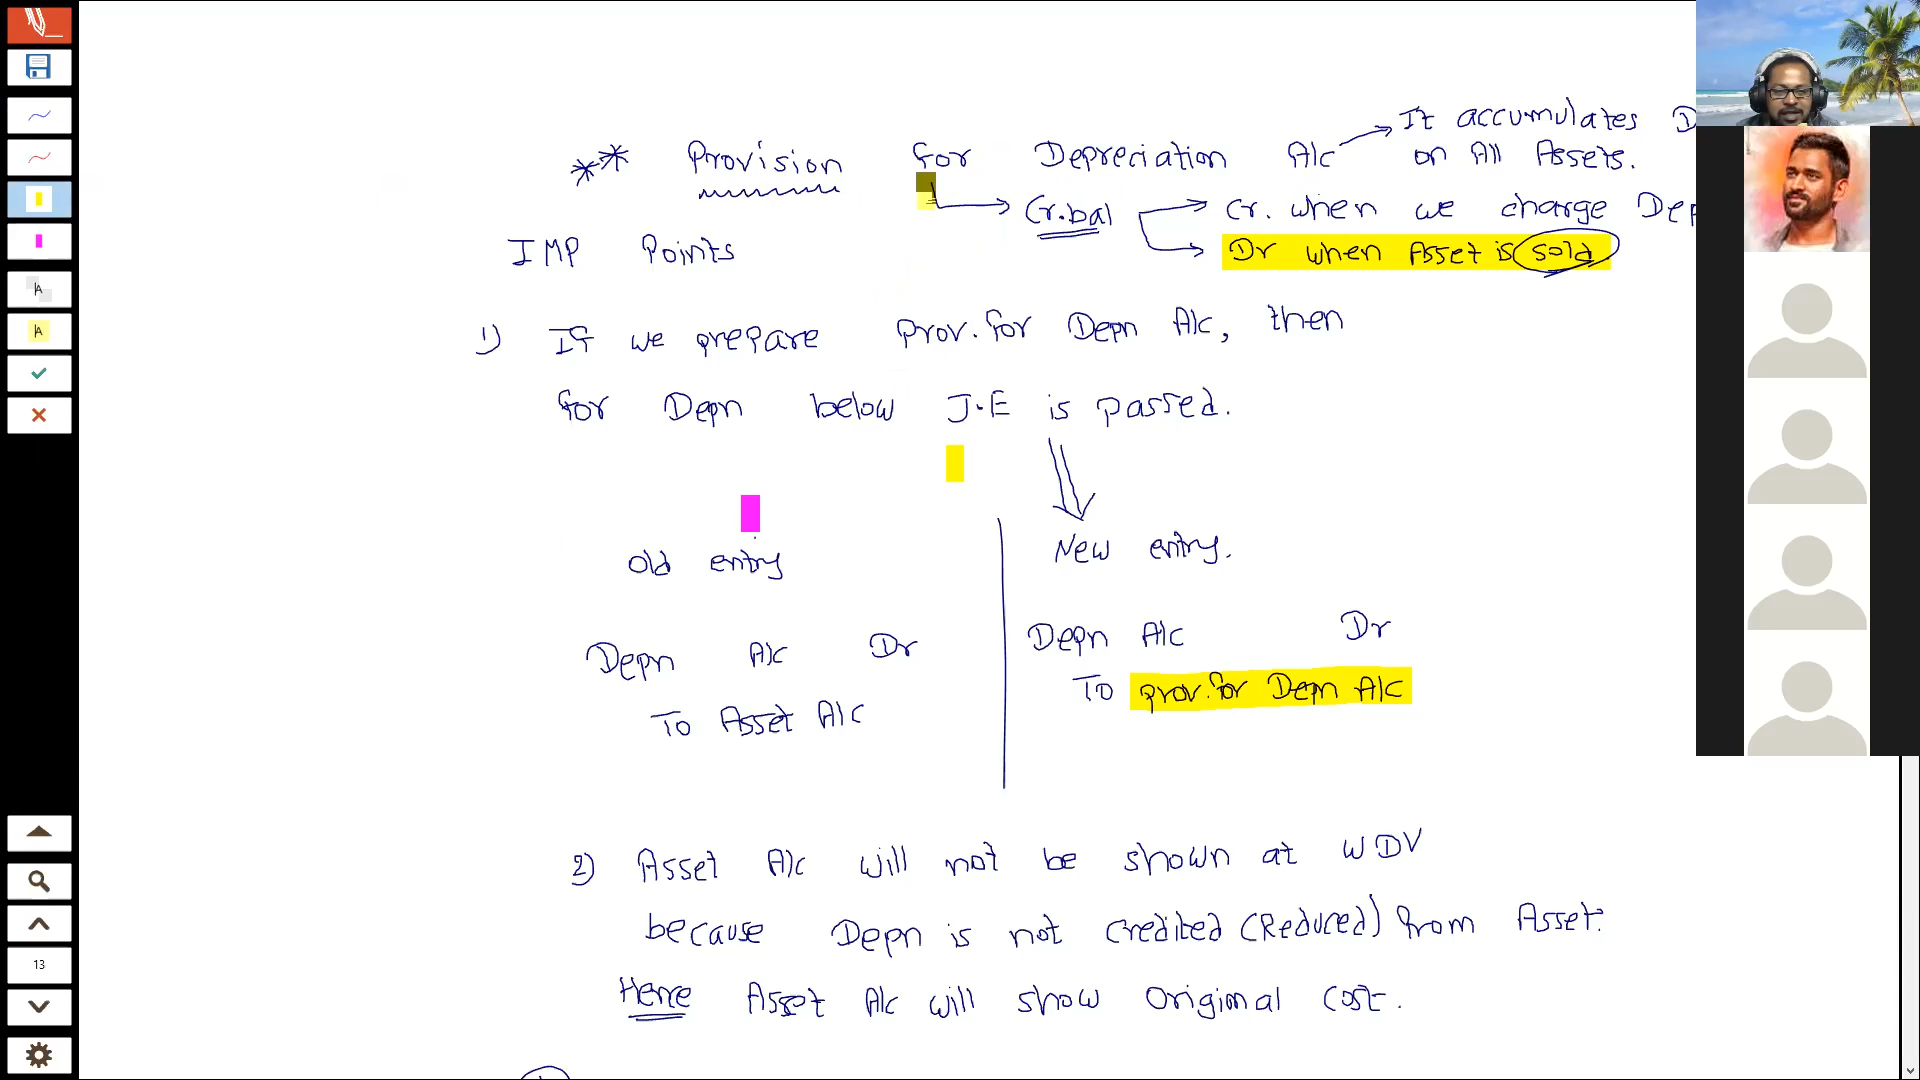 ** Provision for Depreciation A/c → It accumulates D
on All Assets.
→ Cr.bal → Cr. when we charge Dep
→ Dr when Asset is sold
IMP Points
1) If we prepare prov.for Depn A/c, then
for Depn below J.E is passed.
Old entry
New entry.
Depn A/c Dr
To Asset A/c
Depn A/c Dr
To prov.for Depn A/c
2) Asset A/c will not be shown at WDV
because Depn is not credited (Reduced) from Asset.
Hence Asset A/c will show Original Cost.
13